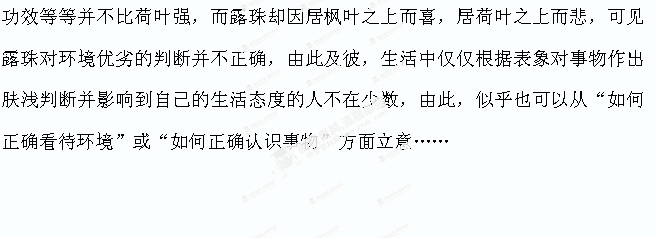 功效等等并不比荷叶强，而露珠却因居枫叶之上而喜，居荷叶之上而悲，可见
露珠对环境优劣的判断并不正确，由此及彼，生活中仅仅根据表象对事物作出
肤浅判断并影响到自己的生活态度的人不在少数，由此，似乎也可以从“如何
正确看待环境”或“如何正确认识事物”方面立意……